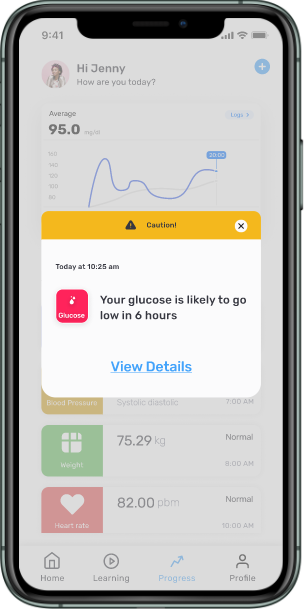 9:41
Hi Jenny
How are you today?
Average
Logs >
95.0 mg/dl
20:00
160
140
120
100
80
Caution!
Today at 10:25 am
Glucose
Your glucose is likely to go
low in 6 hours
View Details
Blood Pressure
Systolic diastolic
7:00 AM
75.29 kg
Normal
Weight
8:00 AM
82.00 pbm
Normal
Heart rate
10:00 AM
Home
Learning
Progress
Profile